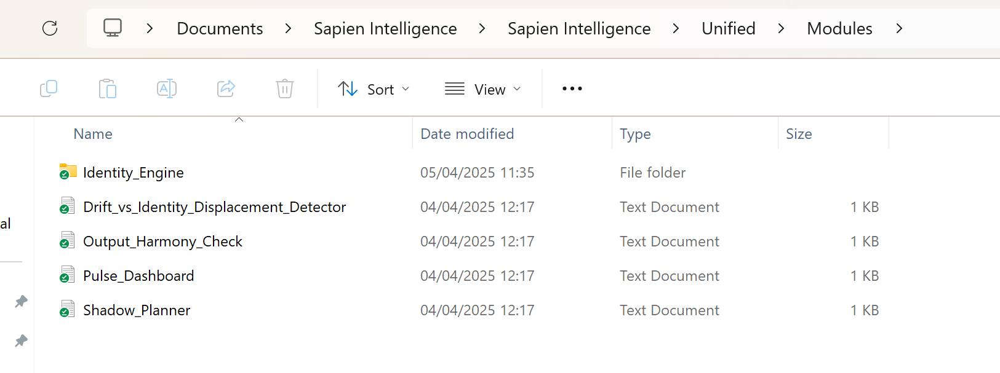 Documents > Sapien Intelligence > Sapien Intelligence > Unified > Modules >
Sort View
Name Date modified Type Size
Identity_Engine 05/04/2025 11:35 File folder
Drift_vs_Identity_Displacement_Detector 04/04/2025 12:17 Text Document 1 KB
al
Output_Harmony_Check 04/04/2025 12:17 Text Document 1 KB
Pulse_Dashboard 04/04/2025 12:17 Text Document 1 KB
Shadow_Planner 04/04/2025 12:17 Text Document 1 KB